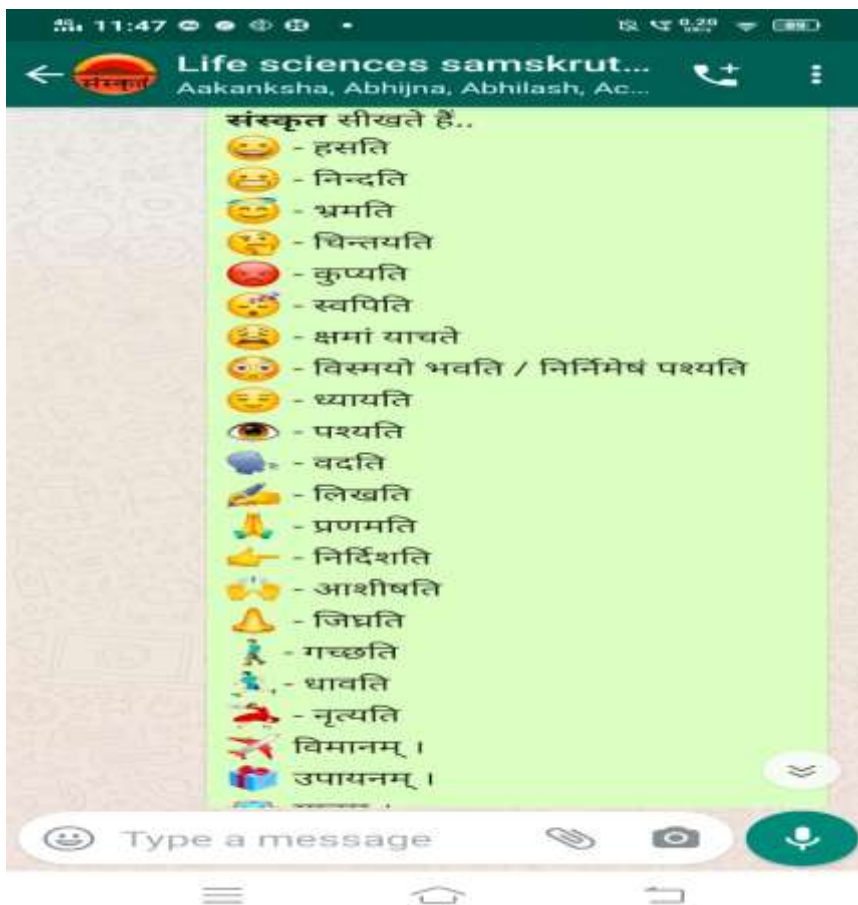 11:47
0.20
Life sciences samskrut...
संस्कृत
Aakanksha, Abhijna, Abhilash, Ac...
संस्कृत सीखते हैं..
😀 - हसति
😬 - निन्दति
😇 - भ्रमति
🤔 - चिन्तयति
😡 - कुप्यति
😴 - स्वपिति
😫 - क्षमां याचते
😳 - विस्मयो भवति / निर्निमेषं पश्यति
😌 - ध्यायति
👁 - पश्यति
🗣 - वदति
✍ - लिखति
🙏 - प्रणमति
👉 - निर्दिशति
🙌 - आशीषति
👃 - जिघ्रति
🚶 - गच्छति
🏃 - धावति
💃 - नृत्यति
✈ विमानम् ।
🎁 उपायनम् ।
Type a message